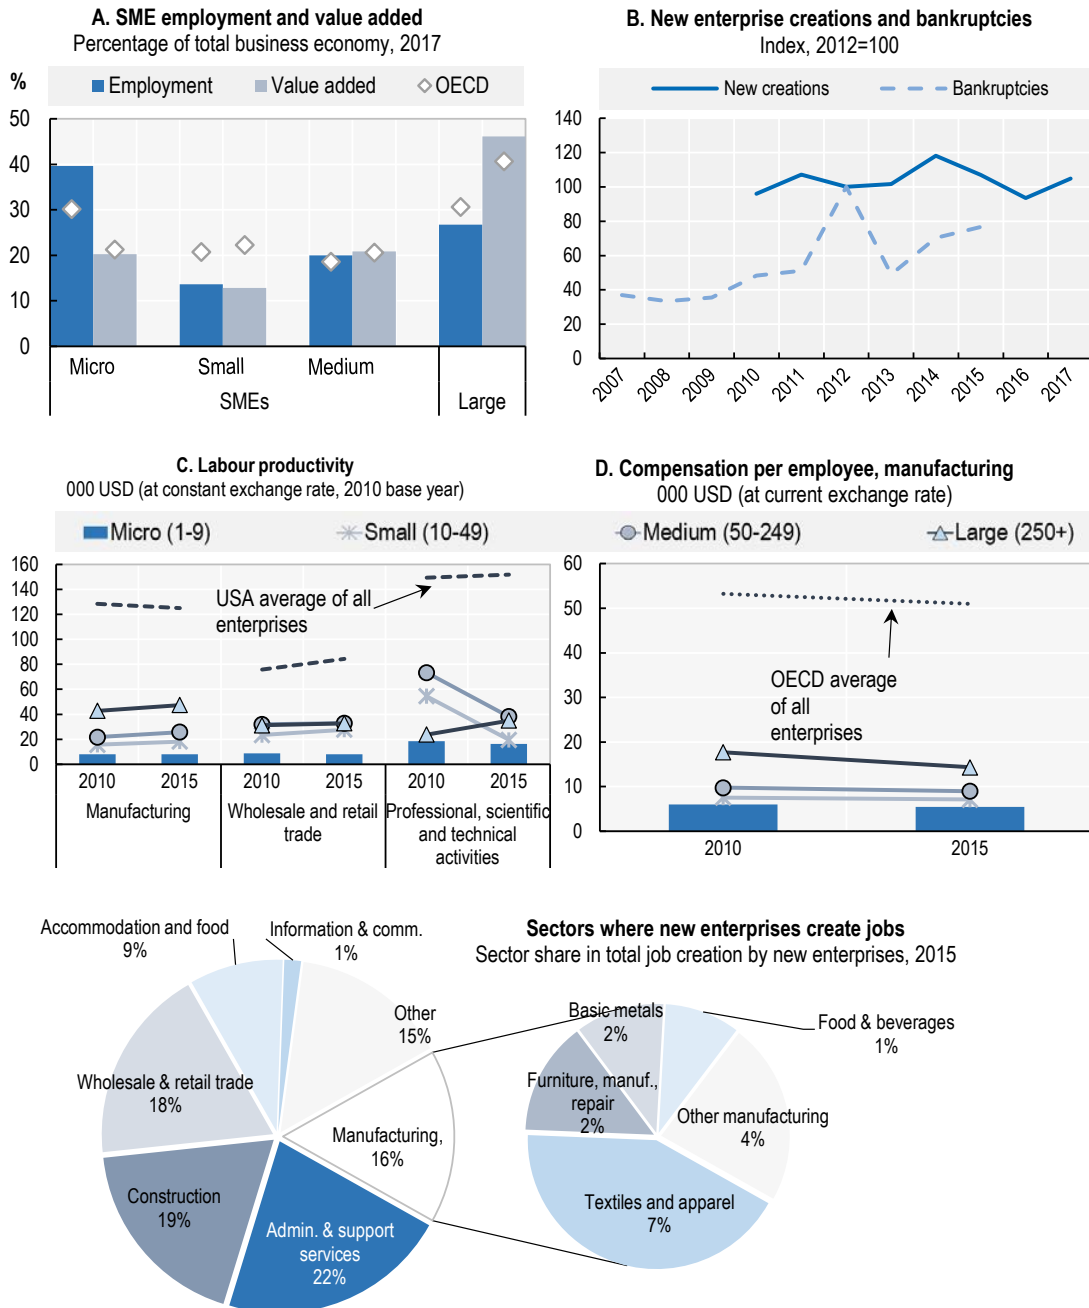 A. SME employment and value added
Percentage of total business economy, 2017
%
Employment
Value added
OECD
50
40
30
20
10
0
Micro
Small
Medium
SMEs
Large
B. New enterprise creations and bankruptcies
Index, 2012=100
New creations
Bankruptcies
140
120
100
80
60
40
20
0
2007
2008
2009
2010
2011
2012
2013
2014
2015
2016
2017
C. Labour productivity
000 USD (at constant exchange rate, 2010 base year)
D. Compensation per employee, manufacturing
000 USD (at current exchange rate)
Micro (1-9)
Small (10-49)
Medium (50-249)
Large (250+)
160
140
120
100
80
60
40
20
0
USA average of all
enterprises
2010
2015
2010
2015
2010
2015
Manufacturing
Wholesale and retail
trade
Professional, scientific
and technical
activities
60
50
40
30
20
10
0
OECD average
of all
enterprises
2010
2015
Sectors where new enterprises create jobs
Sector share in total job creation by new enterprises, 2015
Accommodation and food
9%
Information & comm.
1%
Other
15%
Wholesale & retail trade
18%
Manufacturing,
16%
Construction
19%
Admin. & support
services
22%
Basic metals
2%
Food & beverages
1%
Furniture, manuf.,
repair
2%
Other manufacturing
4%
Textiles and apparel
7%